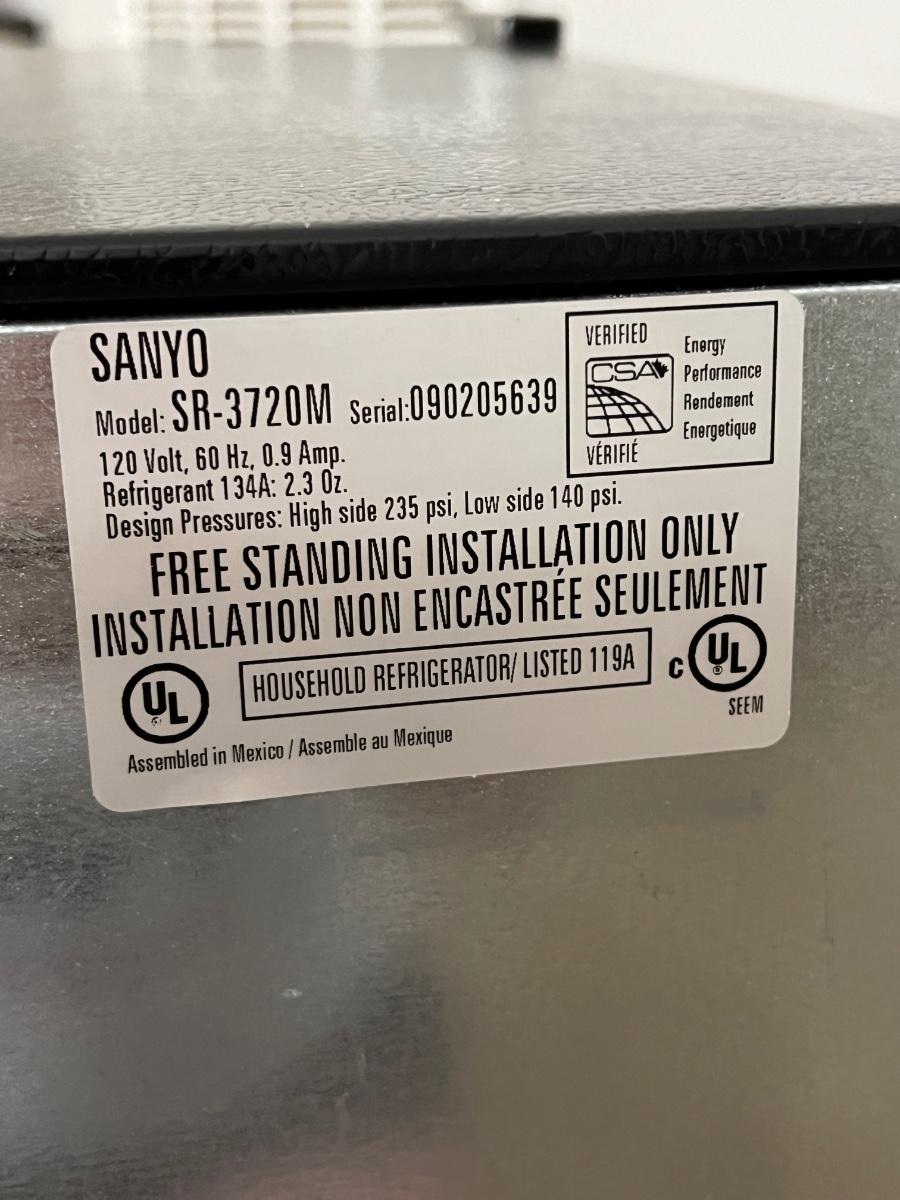 SANYO
Model: SR-3720M Serial:090205639
120 Volt, 60 Hz, 0.9 Amp.
Refrigerant 134A: 2.3 Oz.
Design Pressures: High side 235 psi, Low side 140 psi.
VERIFIED
CSA
VÉRIFIÉ
Energy
Performance
Rendement
Energetique
FREE STANDING INSTALLATION ONLY
INSTALLATION NON ENCASTRÉE SEULEMENT
UL
HOUSEHOLD REFRIGERATOR/ LISTED 119A
C UL
SEEM
Assembled in Mexico / Assemble au Mexique